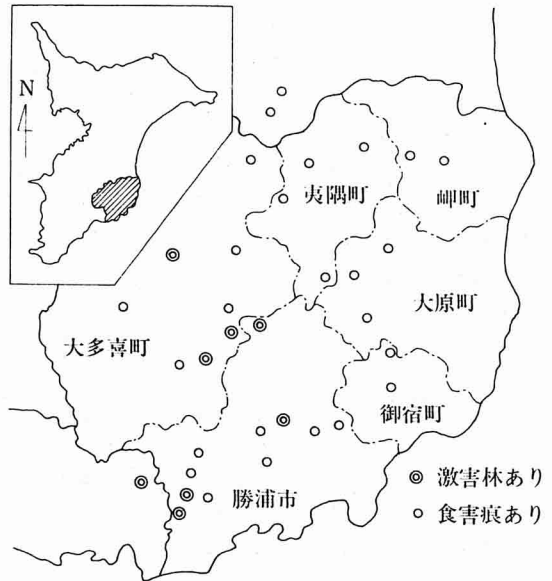 N
夷隅町
岬町
大原町
大多喜町
御宿町
勝浦市
◎ 激害林あり
○ 食害痕あり